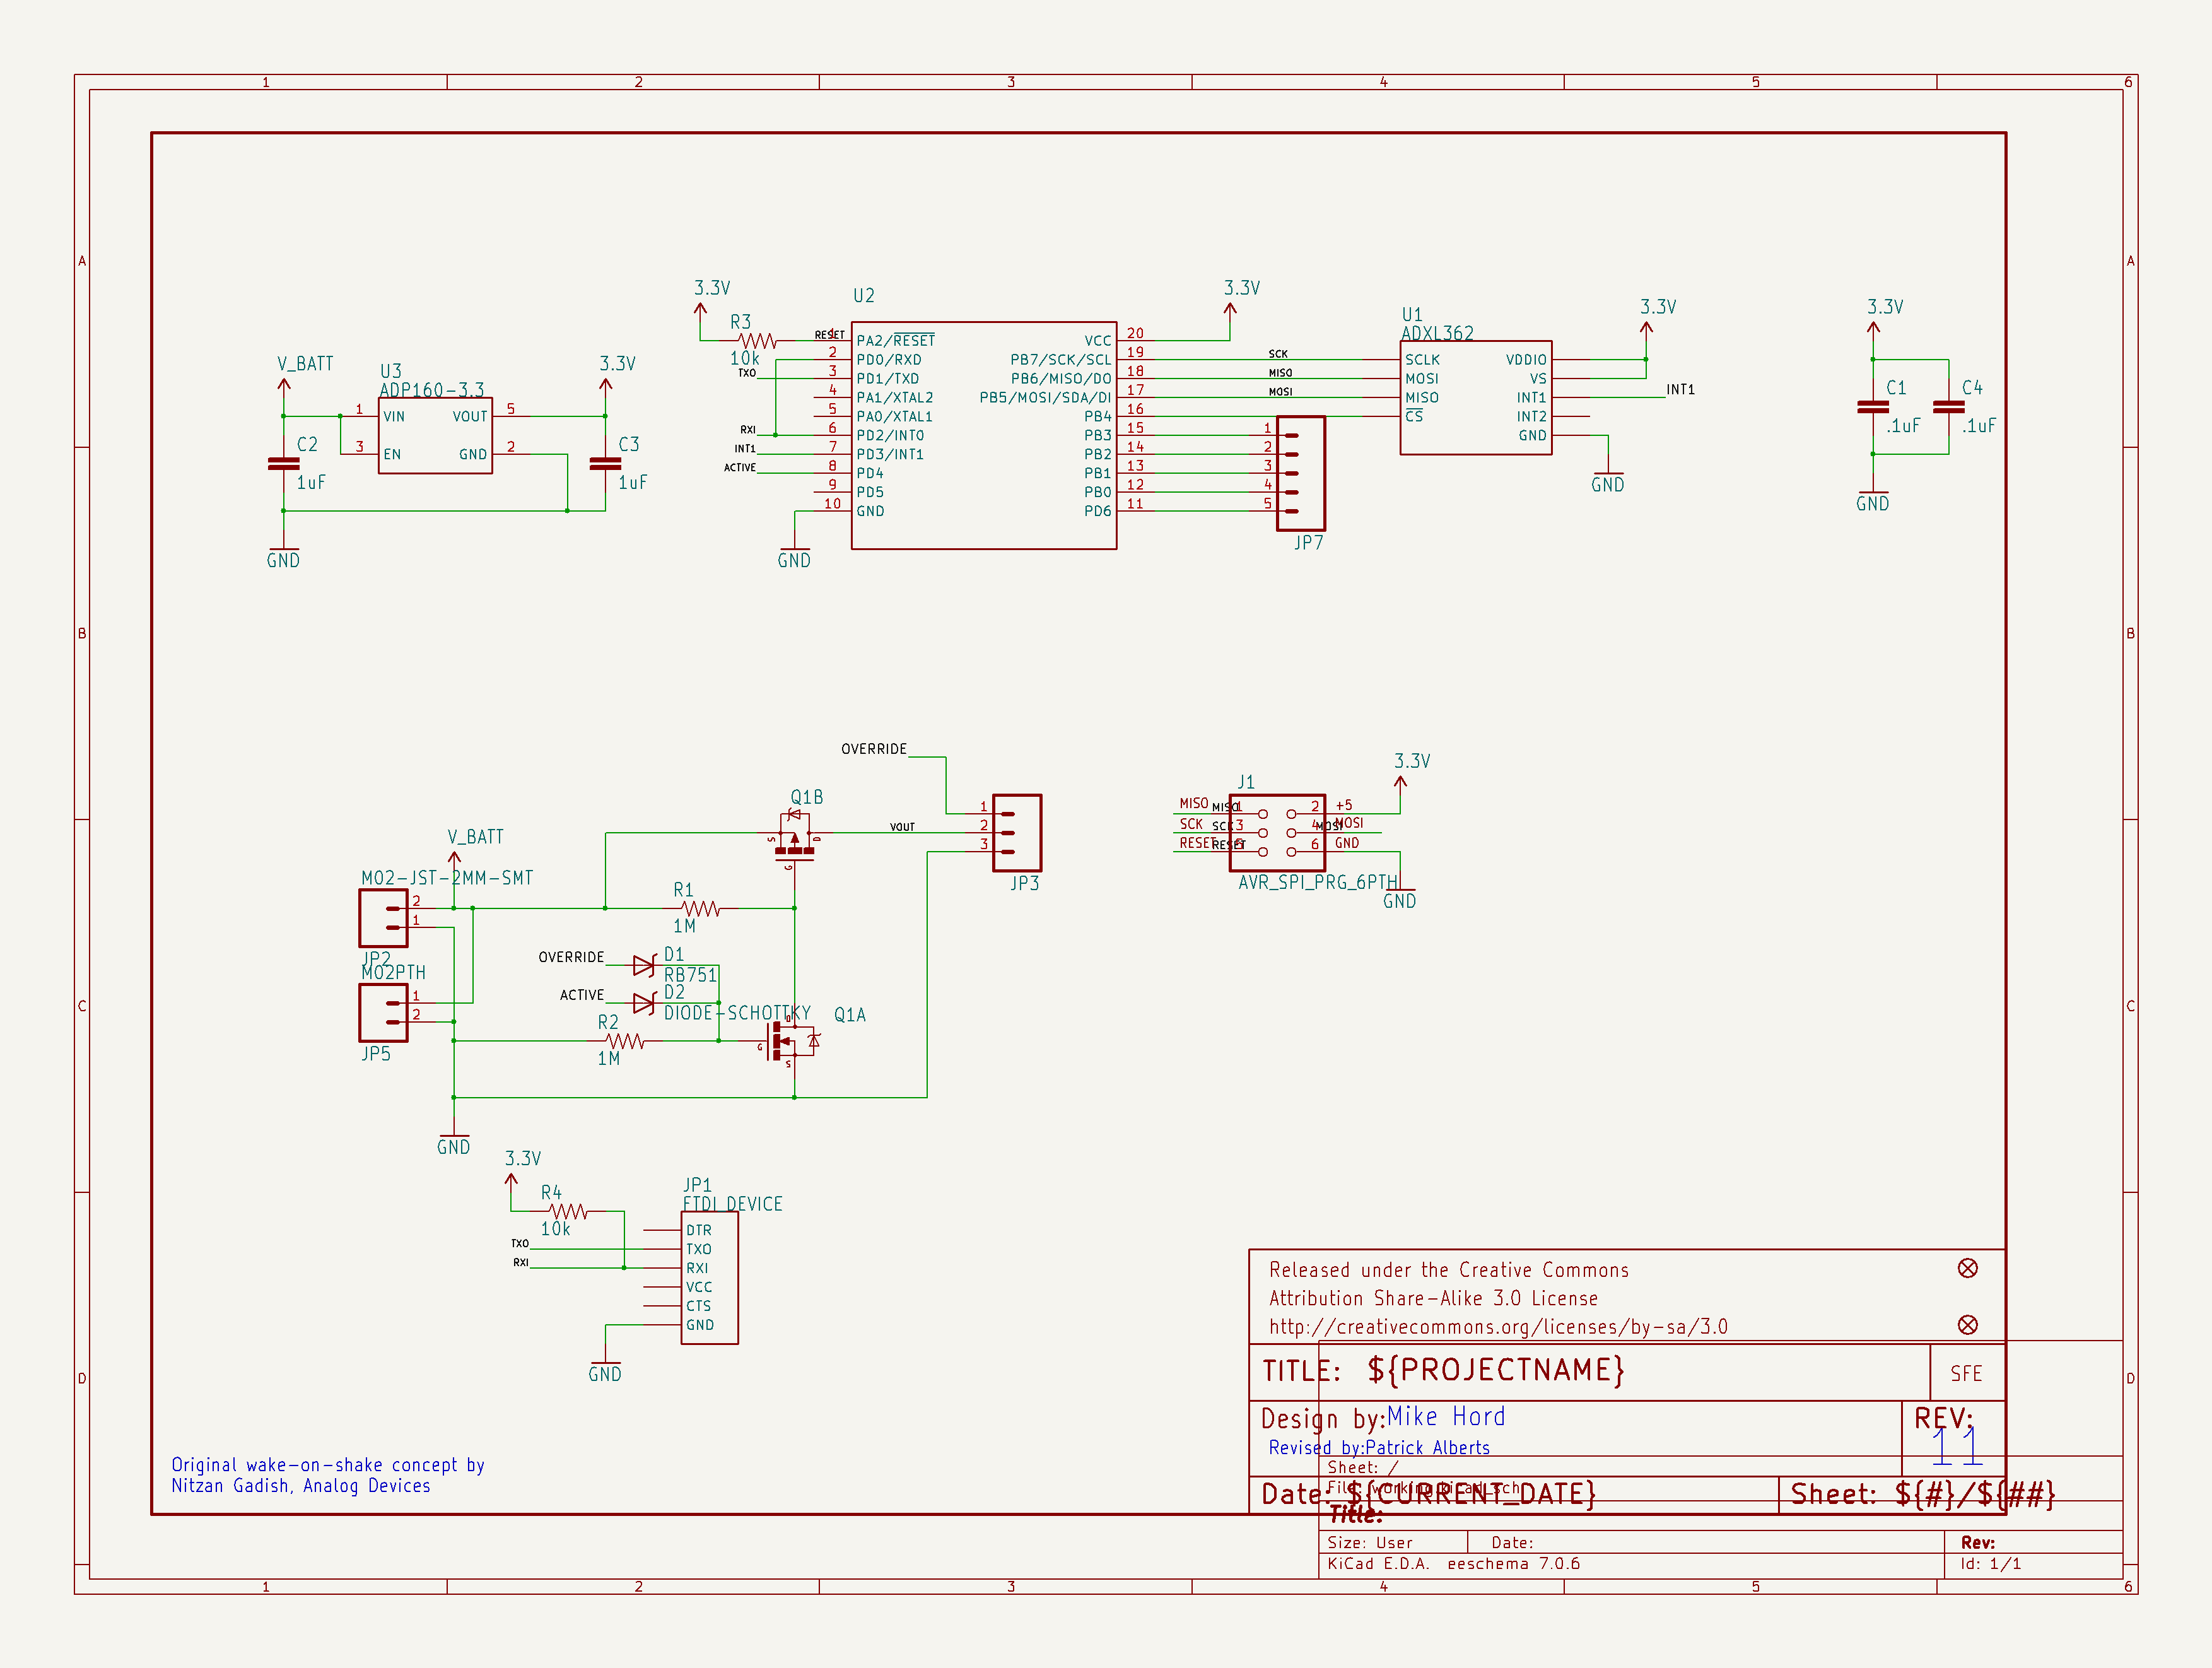 1 2 3 4 5 6
A A
B B
C C
D D
V_BATT
U3
ADP160-3.3
1 VIN VOUT 5
3 EN GND 2
3.3V
C2
1uF
C3
1uF
GND
3.3V
R3
10k
RESET
TXO
RXI
INT1
ACTIVE
GND
U2
1 PA2/RESET VCC 20
2 PD0/RXD PB7/SCK/SCL 19
3 PD1/TXD PB6/MISO/DO 18
4 PA1/XTAL2 PB5/MOSI/SDA/DI 17
5 PA0/XTAL1 PB4 16
6 PD2/INT0 PB3 15
7 PD3/INT1 PB2 14
8 PD4 PB1 13
9 PD5 PB0 12
10 GND PD6 11
3.3V
SCK
MISO
MOSI
1
2
3
4
5
JP7
U1
ADXL362
SCLK VDDIO
MOSI VS
MISO INT1
CS INT2
GND
3.3V
INT1
GND
3.3V
C1
.1uF
C4
.1uF
GND
OVERRIDE
Q1B
S D
G
VOUT
1
2
3
JP3
V_BATT
M02-JST-2MM-SMT
2
1
JP2
M02PTH
1
2
JP5
R1
1M
OVERRIDE
D1
RB751
ACTIVE
D2
DIODE-SCHOTTKY
R2
1M
Q1A
D
G
S
GND
J1
MISO MISO 1 2 +5
SCK SCK 3 4 MOSI MOSI
RESET RESET 5 6 GND
AVR_SPI_PRG_6PTH
3.3V
GND
3.3V
R4
10k
TXO
RXI
JP1
FTDI_DEVICE
DTR
TXO
RXI
VCC
CTS
GND
GND
Original wake-on-shake concept by
Nitzan Gadish, Analog Devices
Released under the Creative Commons
Attribution Share-Alike 3.0 License
http://creativecommons.org/licenses/by-sa/3.0
TITLE: ${PROJECTNAME}
SFE
Design by: Mike Hord
REV:
11
Revised by: Patrick Alberts
Sheet: /
File: working.kicad_sch
Date: ${CURRENT_DATE}
Sheet: ${#}/${##}
Title:
Size: User Date: Rev:
KiCad E.D.A. eeschema 7.0.6 Id: 1/1
1 2 3 4 5 6